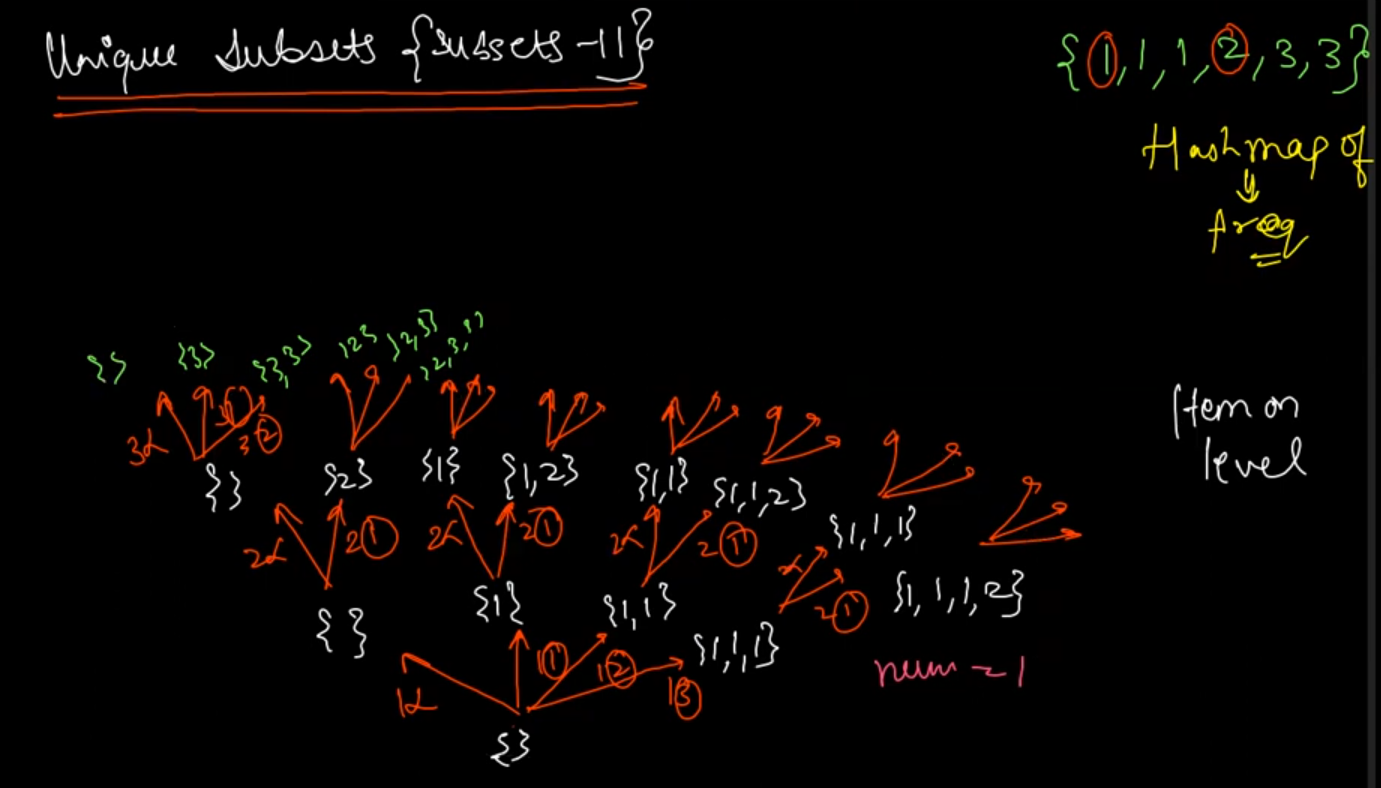 Unique Subsets {Subsets-II}
{1,1,1,2,3,3}
Hashmap of
freq
{} {3} {3,3} {2} {2,3} {2,3,3}
3x 3① 3②
{} {2} {1} {1,2} {1,1} {1,1,2} {1,1,1}
Item on
level
2x 2① 2x 2① 2x 2① x 2①
{1,1,1,2}
{} {1} {1,1} {1,1,1}
num = 1
1x 1① 1② 1③
{}